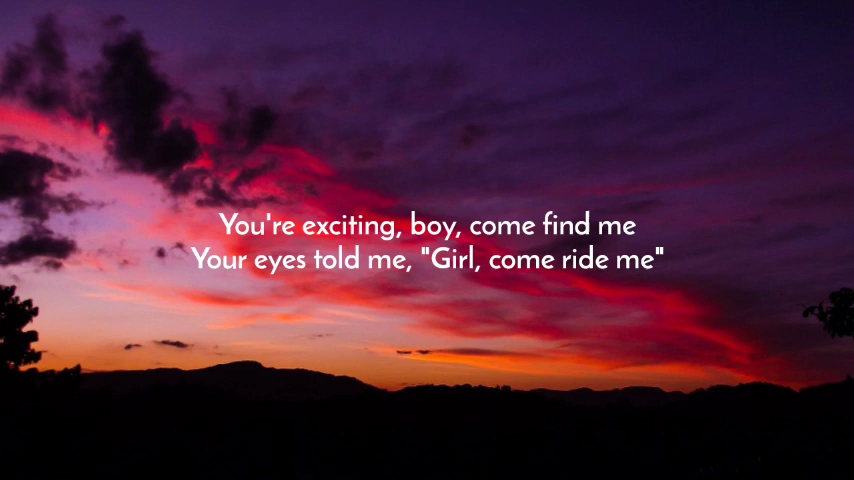 You're exciting, boy, come find me
Your eyes told me, "Girl, come ride me"